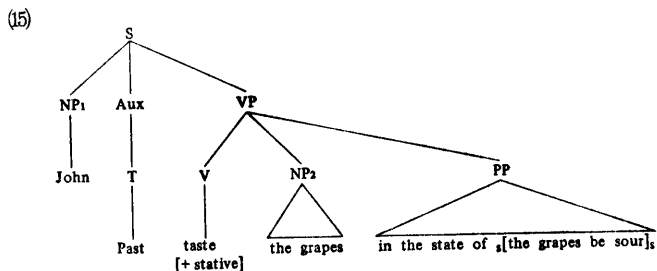 (15)
S
NP1 Aux VP
John T V NP2 PP
Past taste the grapes in the state of s[the grapes be sour]s
[+ stative]